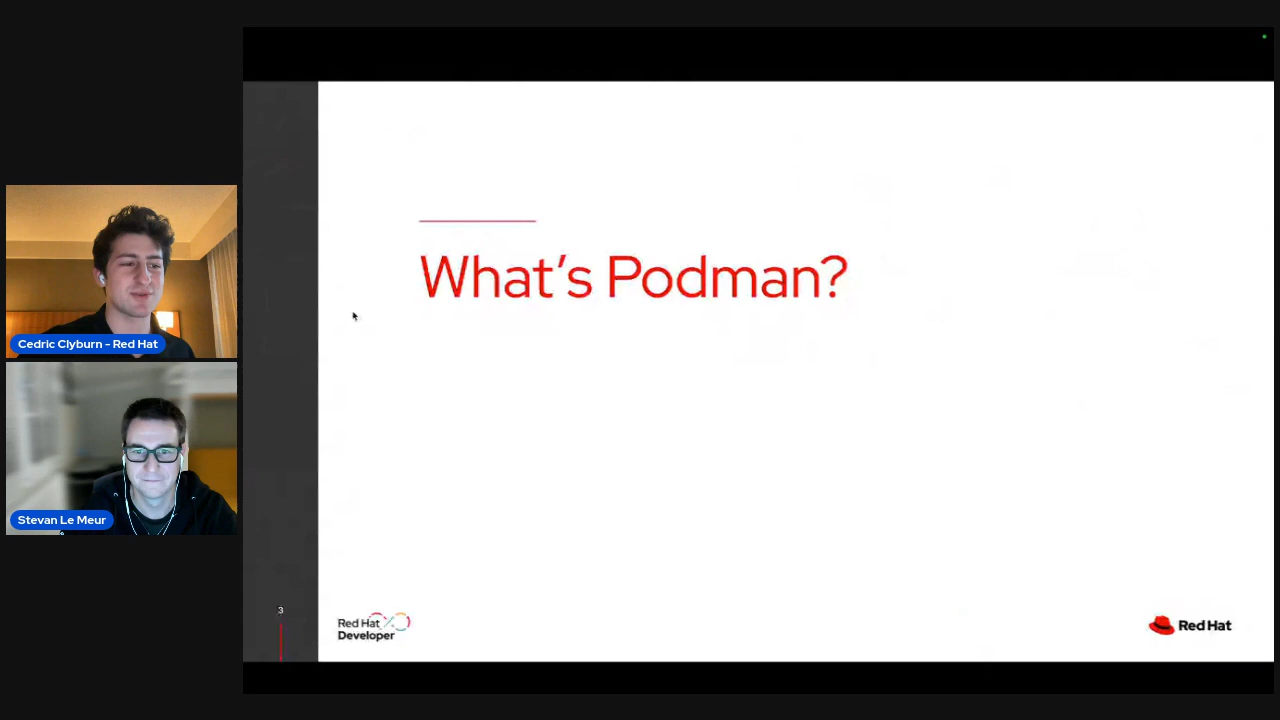 Cedric Clyburn - Red Hat
Stevan Le Meur
What's Podman?
3
Red Hat
Developer
Red Hat